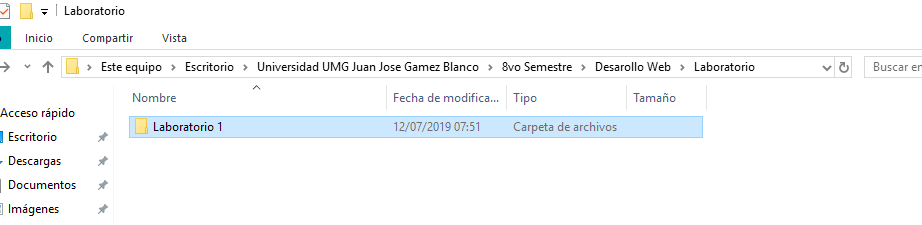 Laboratorio
Inicio Compartir Vista
Este equipo Escritorio Universidad UMG Juan Jose Gamez Blanco 8vo Semestre Desarollo Web Laboratorio Buscar en
Nombre Fecha de modifica... Tipo Tamaño
Acceso rápido
Laboratorio 1 12/07/2019 07:51 Carpeta de archivos
Escritorio
Descargas
Documentos
Imágenes